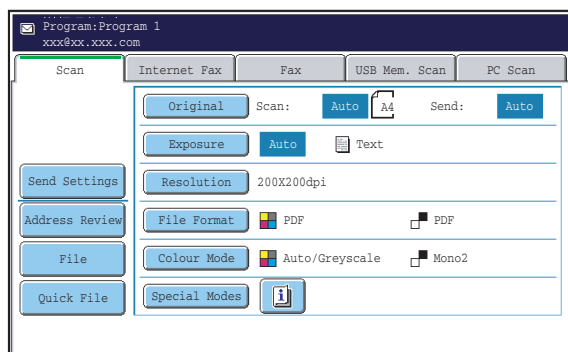 Program:Program 1
xxx@xx.xxx.com
Scan
Internet Fax
Fax
USB Mem. Scan
PC Scan
Original
Scan:
Auto
A4
Send:
Auto
Exposure
Auto
Text
Send Settings
Resolution
200X200dpi
Address Review
File Format
PDF
PDF
File
Colour Mode
Auto/Greyscale
Mono2
Quick File
Special Modes